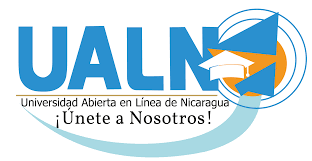 UALN
Universidad Abierta en Línea de Nicaragua
¡Únete a Nosotros!